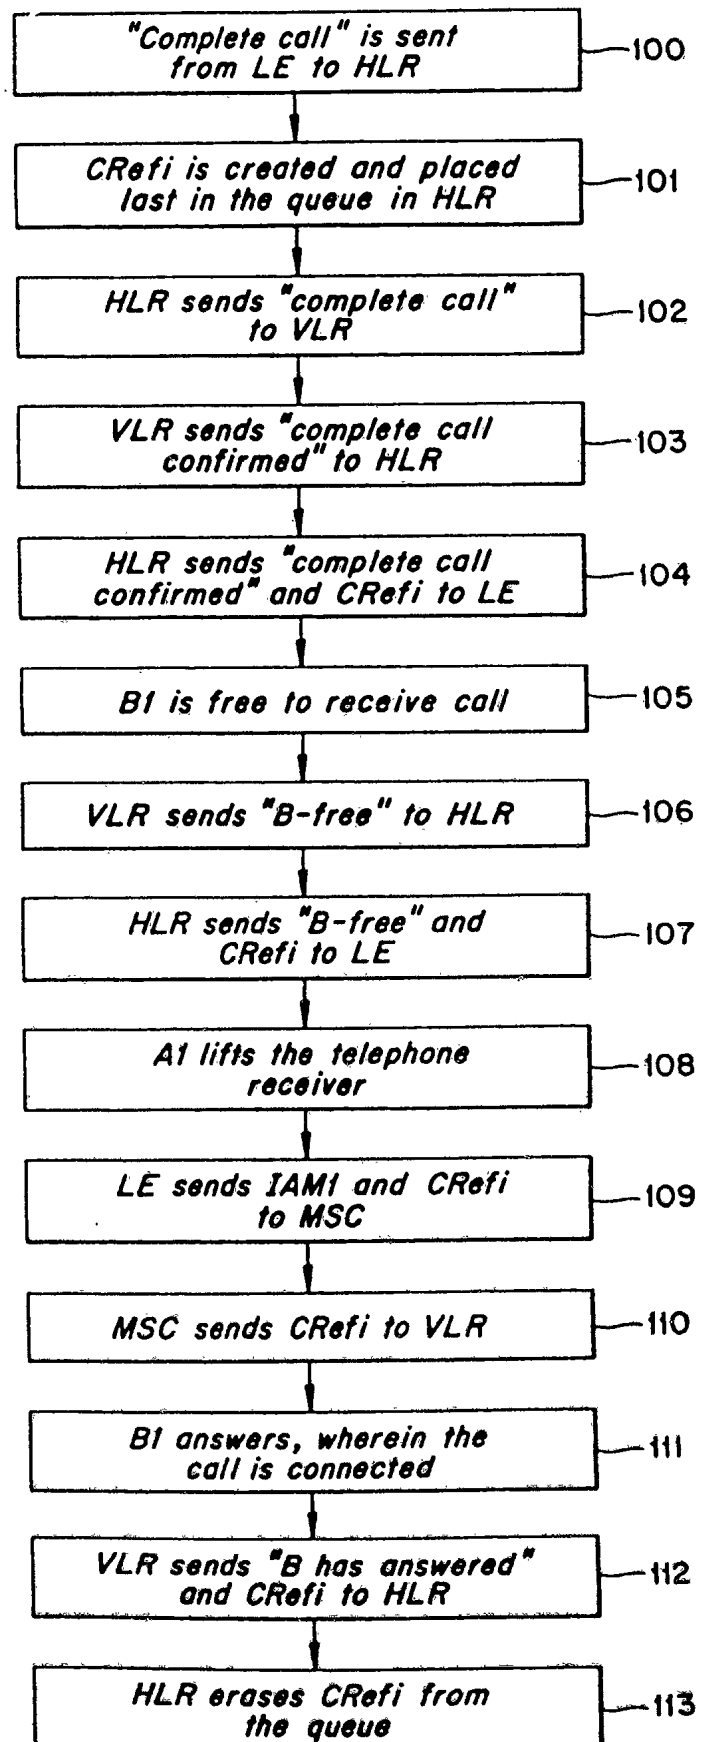 "Complete call" is sent
from LE to HLR
100
CRefi is created and placed
last in the queue in HLR
101
HLR sends "complete call"
to VLR
102
VLR sends "complete call
confirmed" to HLR
103
HLR sends "complete call
confirmed" and CRefi to LE
104
B1 is free to receive call
105
VLR sends "B-free" to HLR
106
HLR sends "B-free" and
CRefi to LE
107
A1 lifts the telephone
receiver
108
LE sends IAM1 and CRefi
to MSC
109
MSC sends CRefi to VLR
110
B1 answers, wherein the
call is connected
111
VLR sends "B has answered"
and CRefi to HLR
112
HLR erases CRefi from
the queue
113